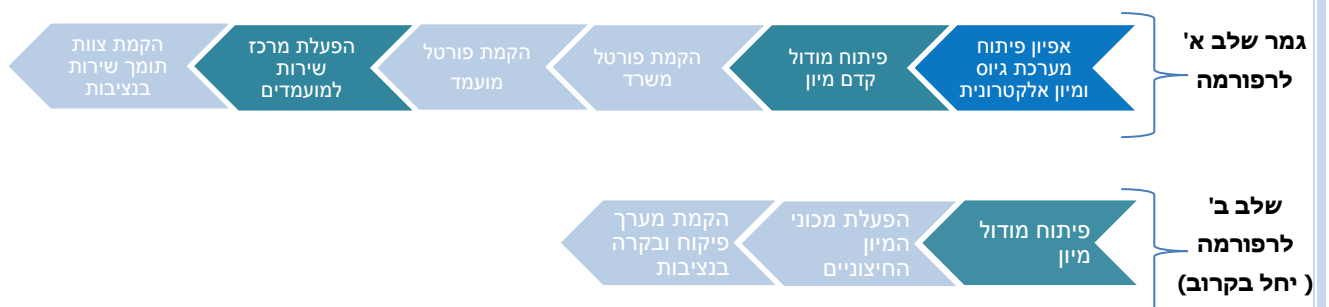 גמר שלב א'
לרפורמה
אפיון פיתוח
מערכת גיוס
ומיון אלקטרונית
פיתוח מודול
קדם מיון
הקמת פורטל
משרד
הקמת פורטל
מועמד
הפעלת מרכז
שירות
למועמדים
הקמת צוות
תומך שירות
בנציבות
שלב ב'
לרפורמה
( יחל בקרוב)
פיתוח מודול
מיון
הפעלת מכוני
המיון
החיצוניים
הקמת מערך
פיקוח ובקרה
בנציבות